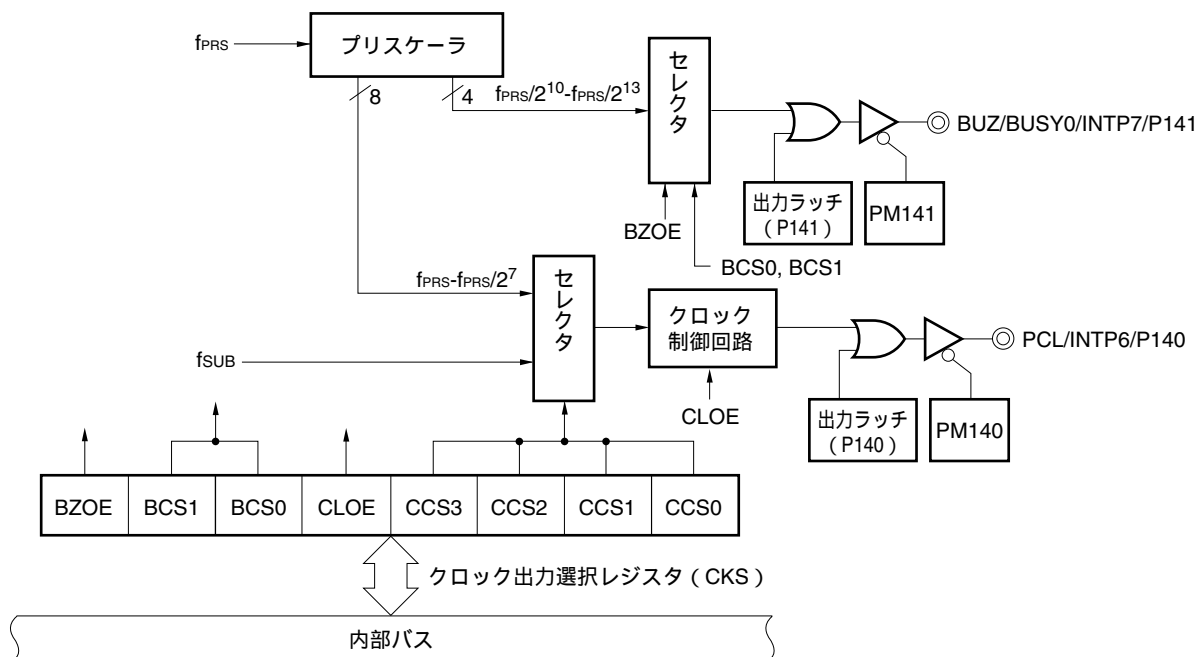 fPRS
プリスケーラ
8
4
fPRS/2^10-fPRS/2^13
セレクタ
BUZ/BUSY0/INTP7/P141
出力ラッチ
（P141）
PM141
BZOE
BCS0, BCS1
fPRS-fPRS/2^7
セレクタ
クロック
制御回路
PCL/INTP6/P140
fSUB
CLOE
出力ラッチ
（P140）
PM140
BZOE BCS1 BCS0 CLOE CCS3 CCS2 CCS1 CCS0
クロック出力選択レジスタ（CKS）
内部バス